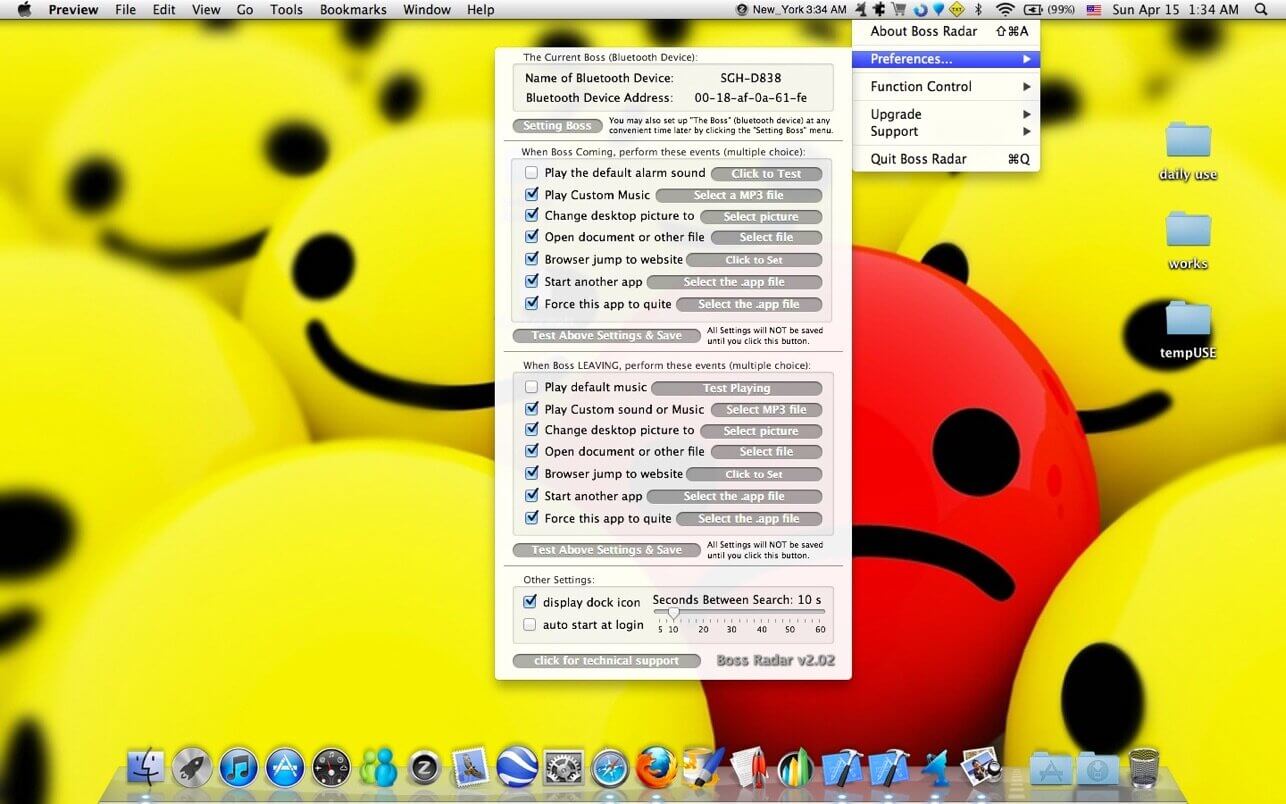 Preview File Edit View Go Tools Bookmarks Window Help New_York 3:34 AM TXT (99%) Sun Apr 15 1:34 AM
About Boss Radar ⇧⌘A
Preferences...
Function Control
Upgrade
Support
Quit Boss Radar ⌘Q
The Current Boss (Bluetooth Device):
Name of Bluetooth Device: SGH-D838
Bluetooth Device Address: 00-18-af-0a-61-fe
Setting Boss
You may also set up "The Boss" (bluetooth device) at any
convenient time later by clicking the "Setting Boss" menu.
When Boss Coming, perform these events (multiple choice):
Play the default alarm sound Click to Test
Play Custom Music Select a MP3 file
Change desktop picture to Select picture
Open document or other file Select file
Browser jump to website Click to Set
Start another app Select the .app file
Force this app to quite Select the .app file
Test Above Settings & Save
All Settings will NOT be saved
until you click this button.
When Boss LEAVING, perform these events (multiple choice):
Play default music Test Playing
Play Custom sound or Music Select MP3 file
Change desktop picture to Select picture
Open document or other file Select file
Browser jump to website Click to Set
Start another app Select the .app file
Force this app to quite Select the .app file
Test Above Settings & Save
All Settings will NOT be saved
until you click this button.
Other Settings:
display dock icon
Seconds Between Search: 10 s
auto start at login
5 10 20 30 40 50 60
click for technical support
Boss Radar v2.02
daily use
works
tempUSE